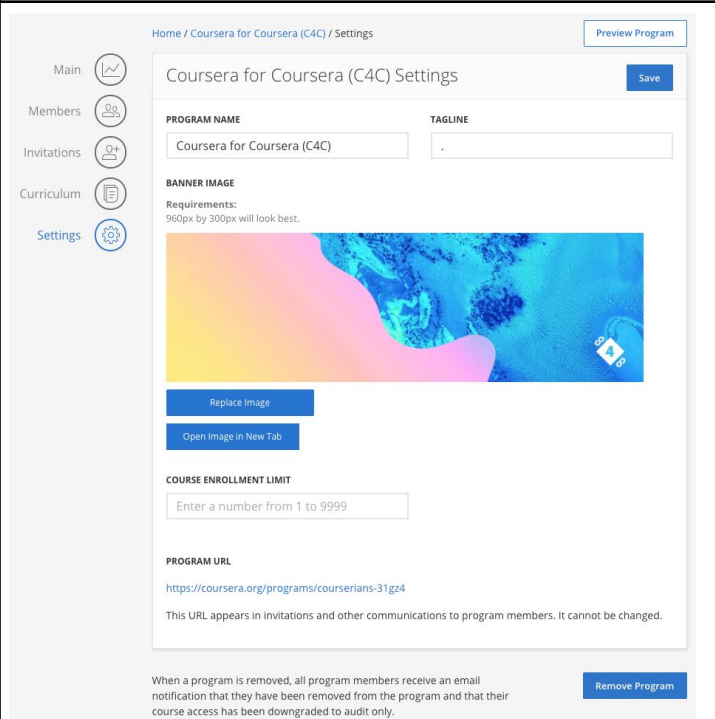 Home / Coursera for Coursera (C4C) / Settings
Preview Program
Main
Members
Invitations
Curriculum
Settings
Coursera for Coursera (C4C) Settings
Save
PROGRAM NAME
TAGLINE
Coursera for Coursera (C4C)
.
BANNER IMAGE
Requirements:
960px by 300px will look best.
8 4 8
Replace Image
Open Image in New Tab
COURSE ENROLLMENT LIMIT
Enter a number from 1 to 9999
PROGRAM URL
https://coursera.org/programs/courserians-31gz4
This URL appears in invitations and other communications to program members. It cannot be changed.
When a program is removed, all program members receive an email
notification that they have been removed from the program and that their
course access has been downgraded to audit only.
Remove Program